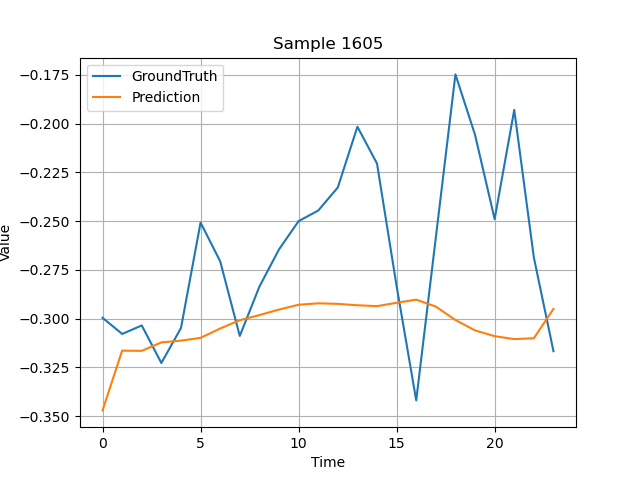 Sample 1605
GroundTruth
Prediction
−0.175
−0.200
−0.225
−0.250
−0.275
−0.300
−0.325
−0.350
Value
0 5 10 15 20
Time